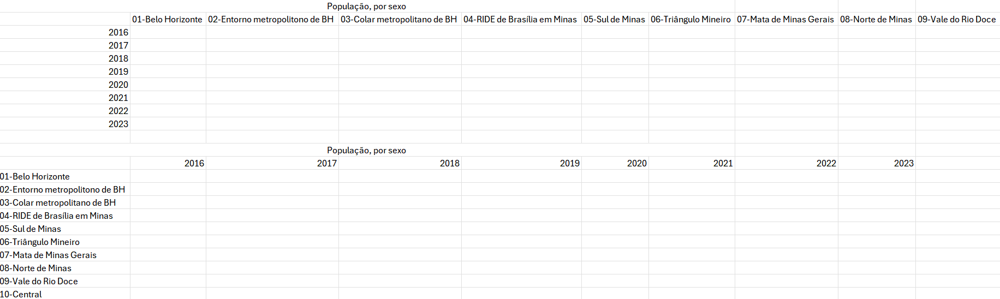 População, por sexo
01-Belo Horizonte 02-Entorno metropolitono de BH 03-Colar metropolitano de BH 04-RIDE de Brasília em Minas 05-Sul de Minas 06-Triângulo Mineiro 07-Mata de Minas Gerais 08-Norte de Minas 09-Vale do Rio Doce
2016
2017
2018
2019
2020
2021
2022
2023
População, por sexo
2016 2017 2018 2019 2020 2021 2022 2023
01-Belo Horizonte
02-Entorno metropolitono de BH
03-Colar metropolitano de BH
04-RIDE de Brasília em Minas
05-Sul de Minas
06-Triângulo Mineiro
07-Mata de Minas Gerais
08-Norte de Minas
09-Vale do Rio Doce
10-Central